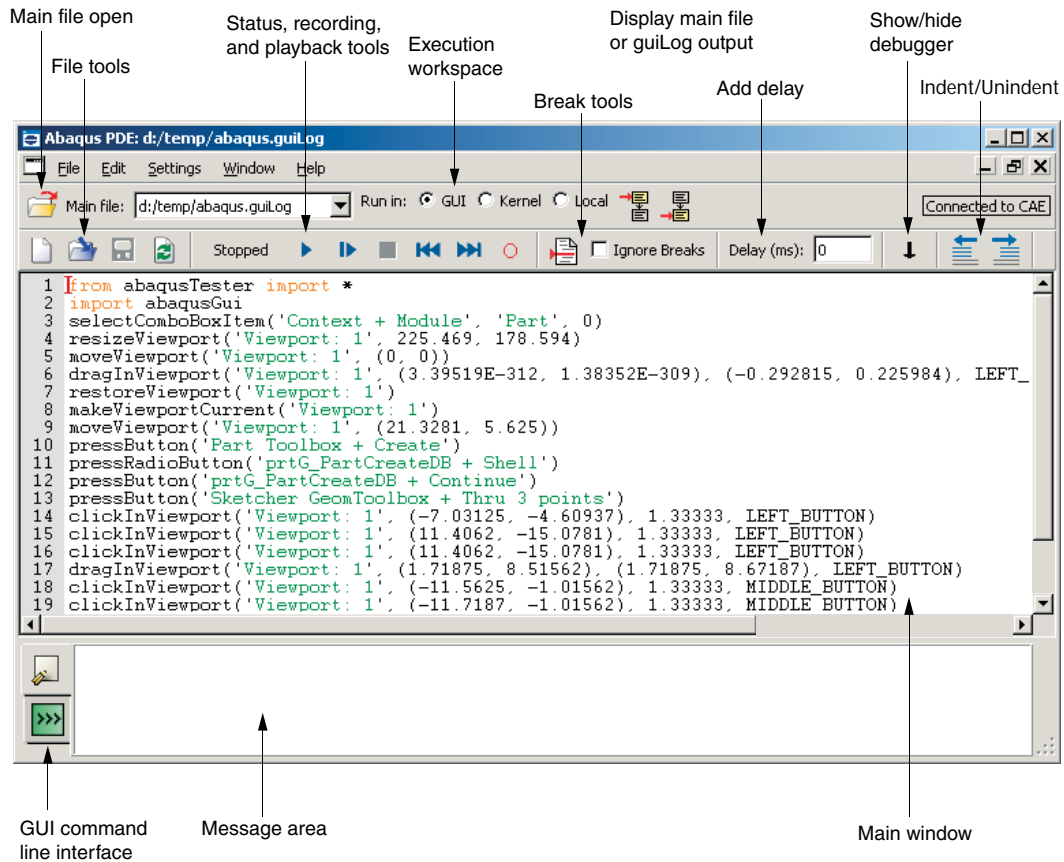 Main file open
File tools
Status, recording,
and playback tools
Execution
workspace
Display main file
or guiLog output
Break tools
Add delay
Show/hide
debugger
Indent/Unindent
Abaqus PDE: d:/temp/abaqus.guiLog
File Edit Settings Window Help
Main file: d:/temp/abaqus.guiLog Run in: GUI Kernel Local Connected to CAE
Stopped Ignore Breaks Delay (ms): 0
1 from abaqusTester import *
2 import abaqusGui
3 selectComboBoxItem('Context + Module', 'Part', 0)
4 resizeViewport('Viewport: 1', 225.469, 178.594)
5 moveViewport('Viewport: 1', (0, 0))
6 dragInViewport('Viewport: 1', (3.39519E-312, 1.38352E-309), (-0.292815, 0.225984), LEFT_
7 restoreViewport('Viewport: 1')
8 makeViewportCurrent('Viewport: 1')
9 moveViewport('Viewport: 1', (21.3281, 5.625))
10 pressButton('Part Toolbox + Create')
11 pressRadioButton('prtG_PartCreateDB + Shell')
12 pressButton('prtG_PartCreateDB + Continue')
13 pressButton('Sketcher GeomToolbox + Thru 3 points')
14 clickInViewport('Viewport: 1', (-7.03125, -4.60937), 1.33333, LEFT_BUTTON)
15 clickInViewport('Viewport: 1', (11.4062, -15.0781), 1.33333, LEFT_BUTTON)
16 clickInViewport('Viewport: 1', (11.4062, -15.0781), 1.33333, LEFT_BUTTON)
17 dragInViewport('Viewport: 1', (1.71875, 8.51562), (1.71875, 8.67187), LEFT_BUTTON)
18 clickInViewport('Viewport: 1', (-11.5625, -1.01562), 1.33333, MIDDLE_BUTTON)
19 clickInViewport('Viewport: 1', (-11.7187, -1.01562), 1.33333, MIDDLE_BUTTON)
>>>
GUI command
line interface
Message area
Main window